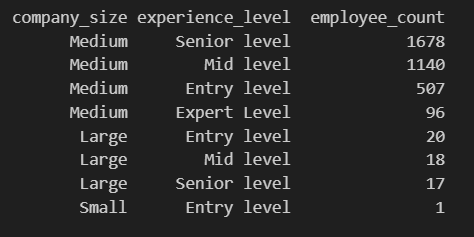 company_size experience_level employee_count
Medium Senior level 1678
Medium Mid level 1140
Medium Entry level 507
Medium Expert Level 96
Large Entry level 20
Large Mid level 18
Large Senior level 17
Small Entry level 1